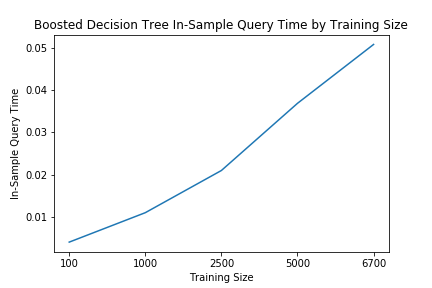 Boosted Decision Tree In-Sample Query Time by Training Size
0.05
0.04
0.03
0.02
0.01
In-Sample Query Time
100 1000 2500 5000 6700
Training Size